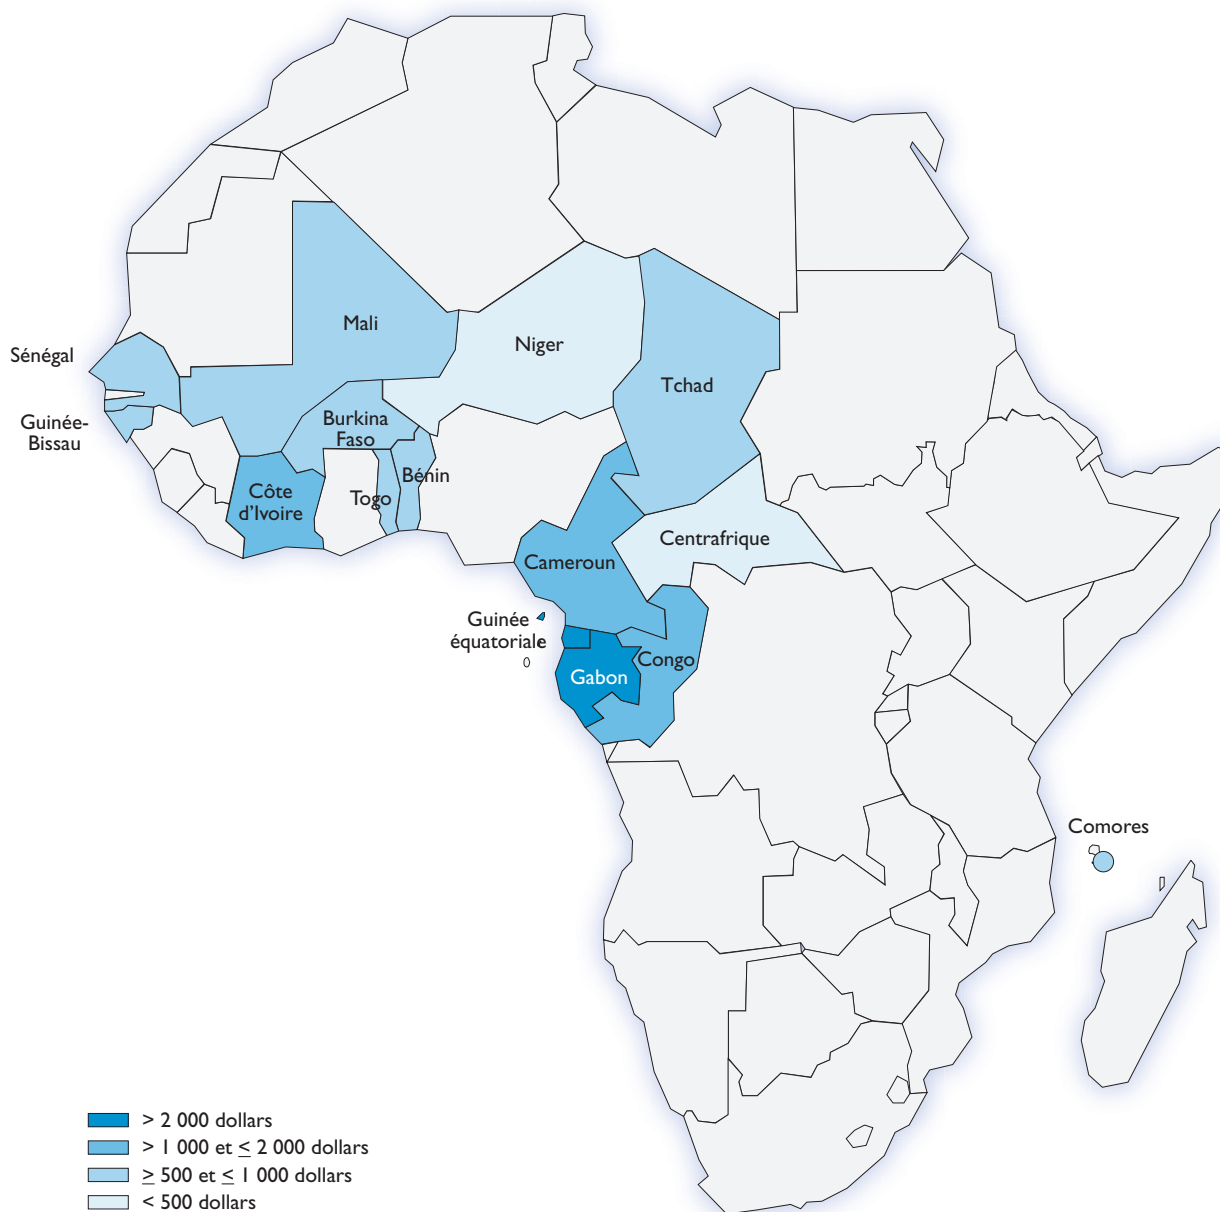 Mali
Niger
Sénégal
Tchad
Guinée-
Bissau
Burkina
Faso
Bénin
Côte
d'Ivoire
Togo
Centrafrique
Cameroun
Guinée
équatoriale
Congo
Gabon
Comores
> 2 000 dollars
> 1 000 et ≤ 2 000 dollars
≥ 500 et ≤ 1 000 dollars
< 500 dollars